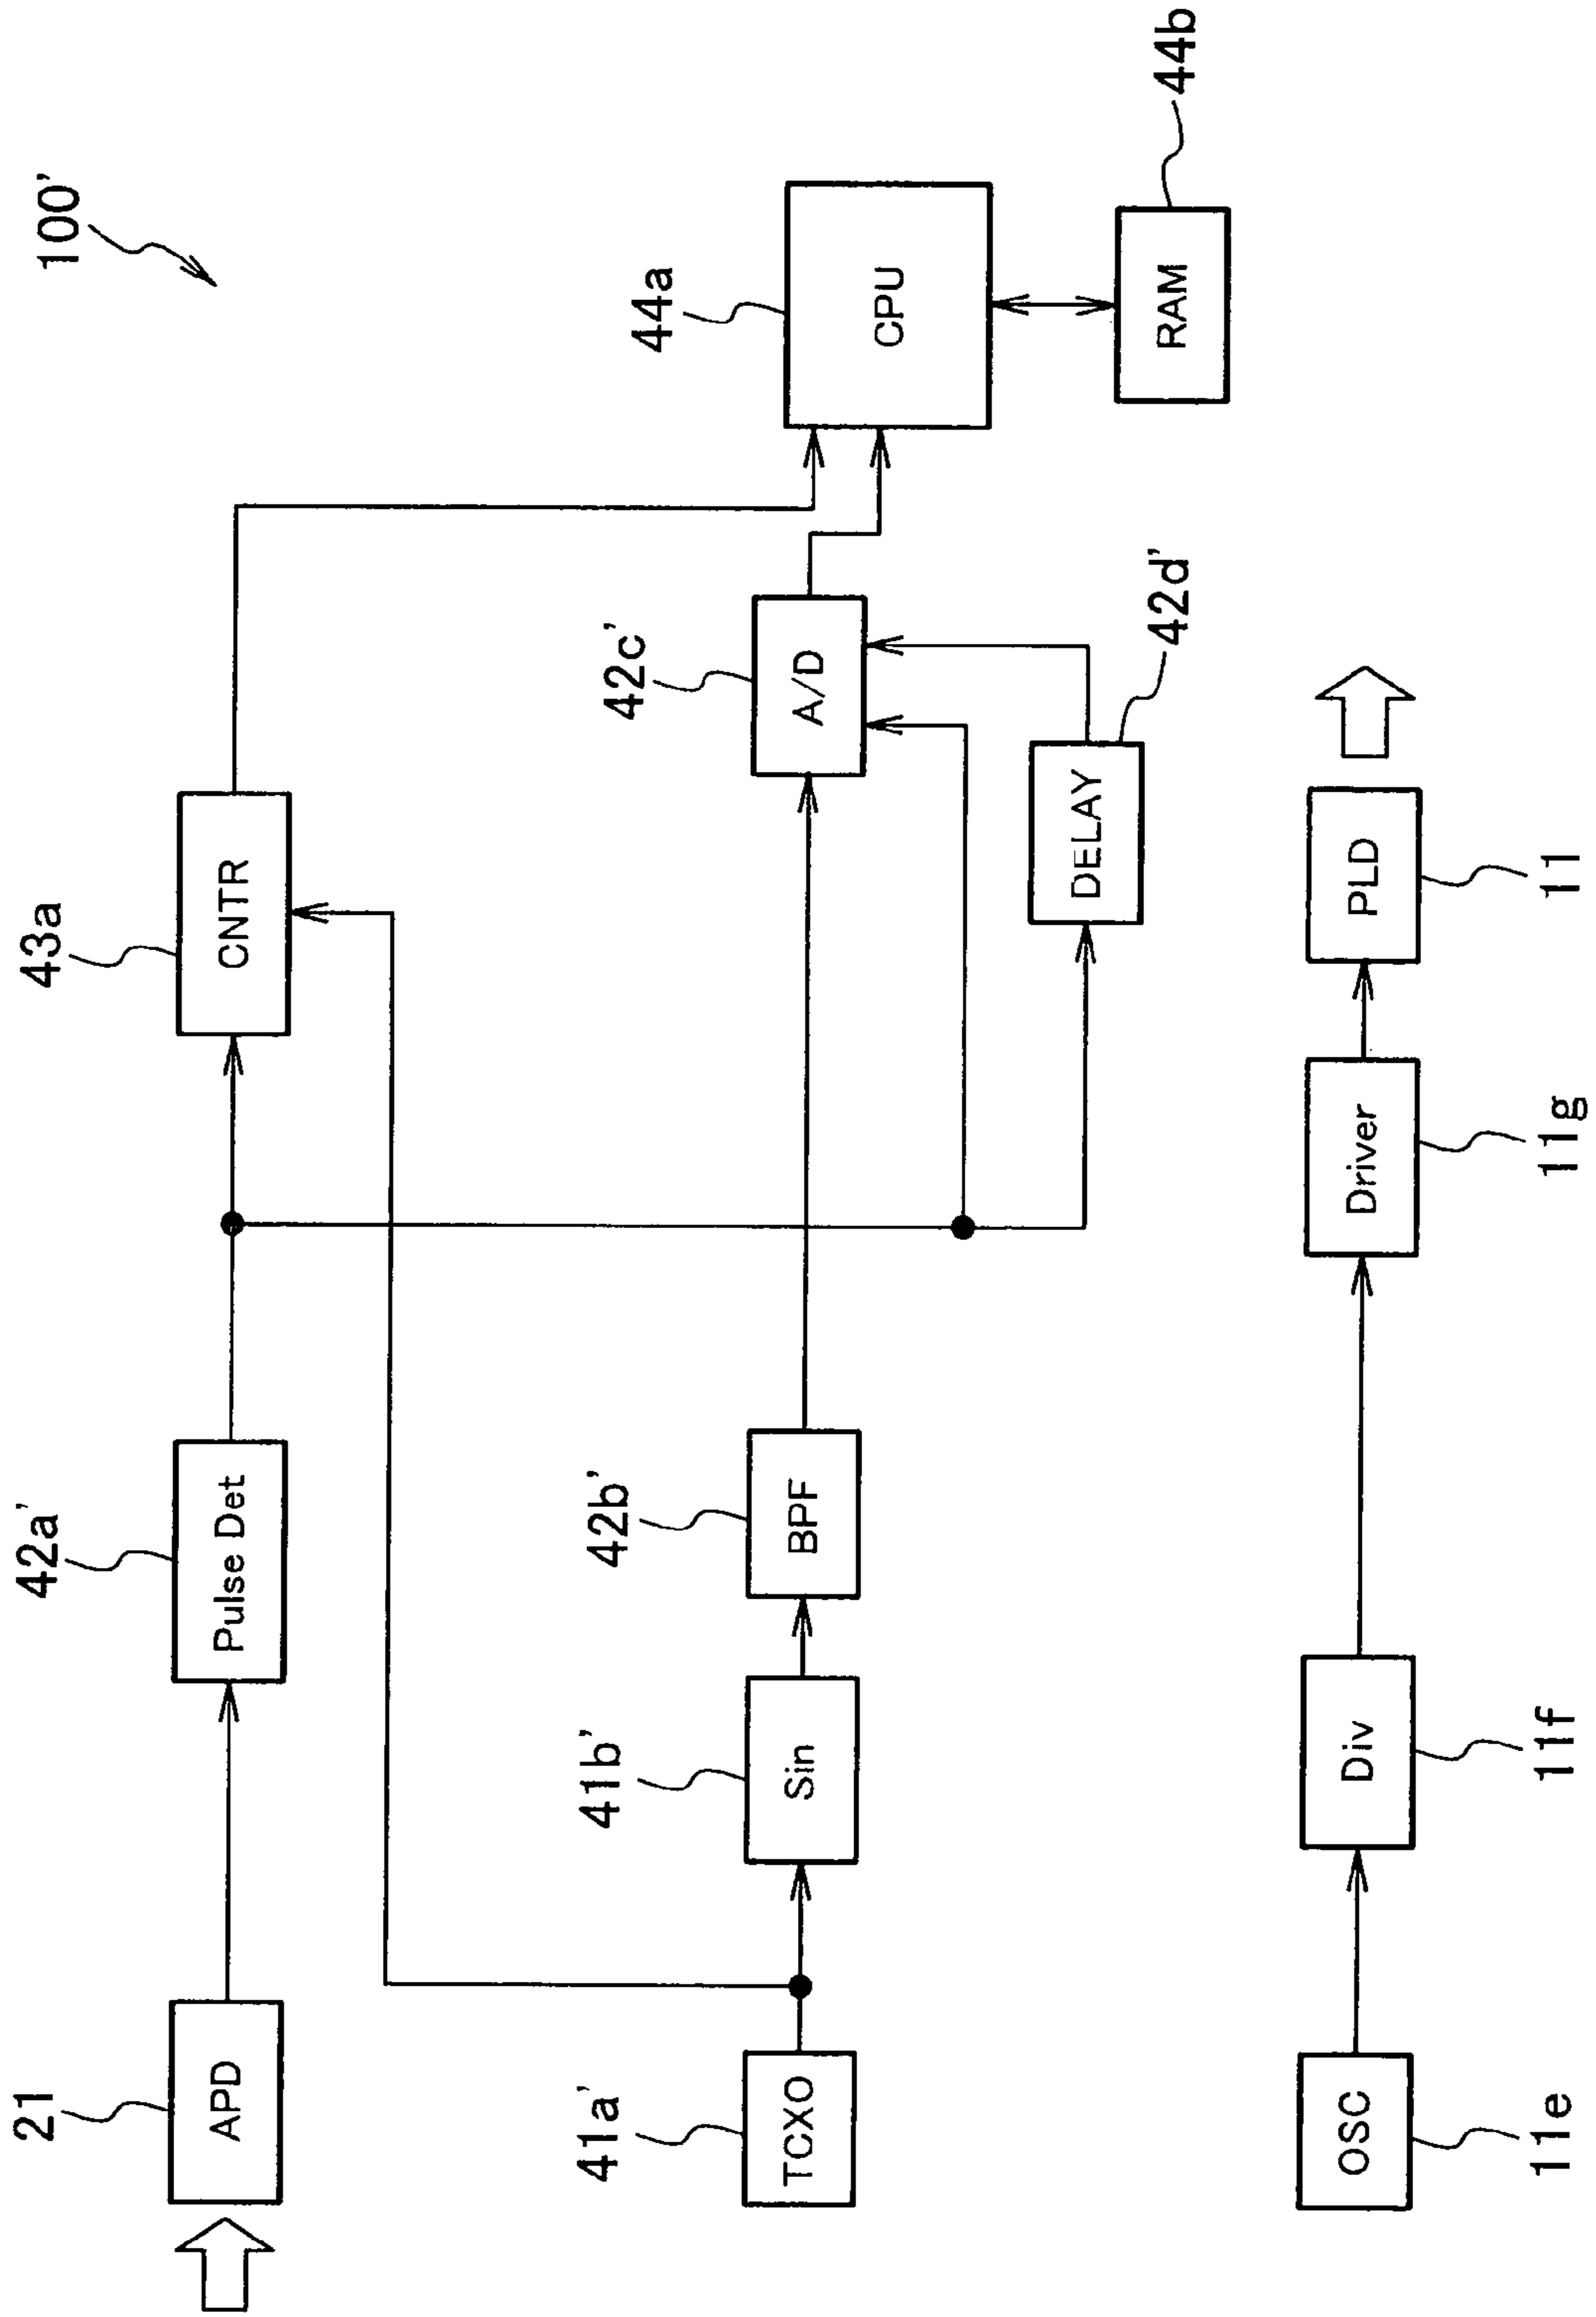 100'
21
APD
42a'
Pulse Det
43a
CNTR
41a'
TCXO
41b'
Sin
42b'
BPF
42c'
A/D
44a
CPU
DELAY
42d'
RAM
44b
OSC
11e
Div
11f
Driver
11g
PLD
11